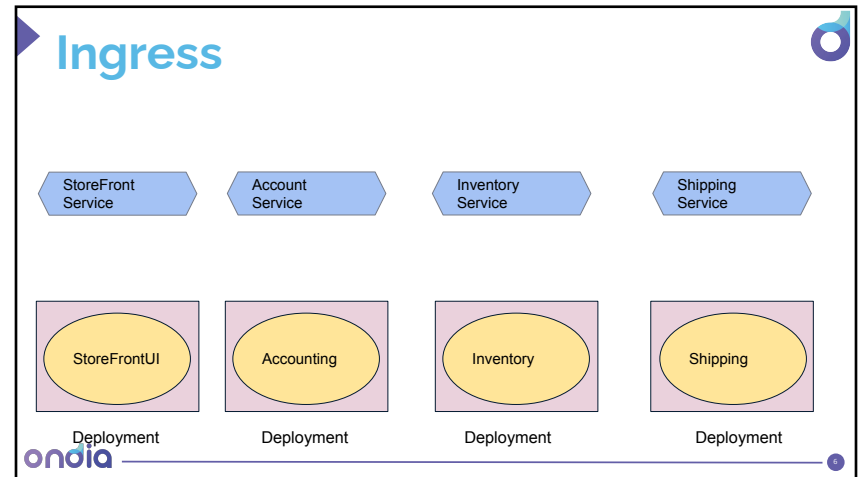 Ingress
StoreFront
Service
Account
Service
Inventory
Service
Shipping
Service
StoreFrontUI
Accounting
Inventory
Shipping
Deployment
Deployment
Deployment
Deployment
ondia
6